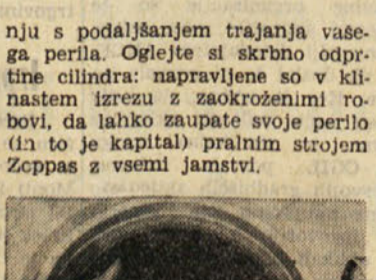 nju s podaljšanjem trajanja vaše-
ga perila. Oglejte si skrbno odpr-
tine cilindra: napravljene so v kli-
nastem izrezu z zaokroženimi ro-
bovi, da lahko zaupate svoje perilo
(in to je kapital) pralnim strojem
Zeppas z vsemi jamstvi.